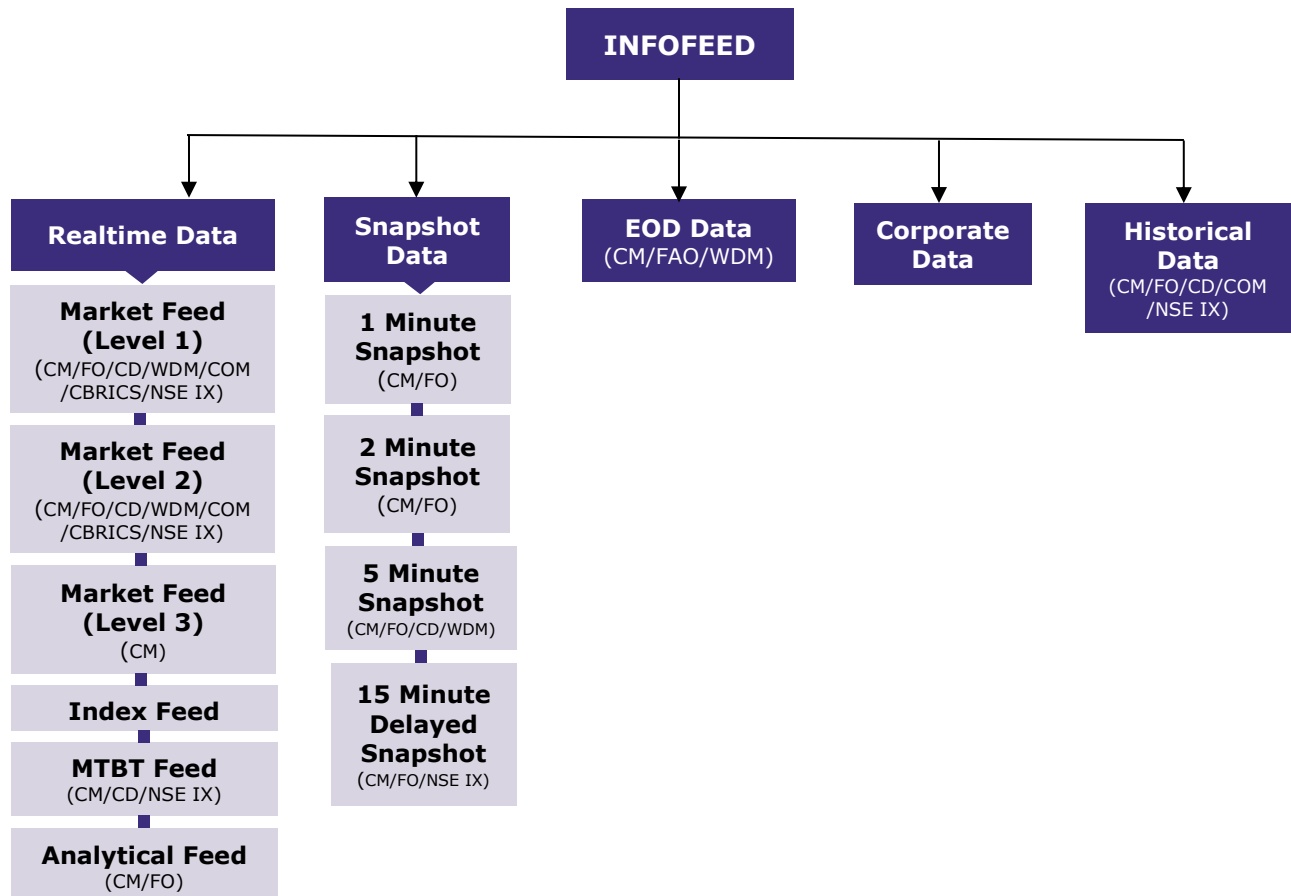 INFOFEED
Realtime Data
Market Feed
(Level 1)
(CM/FO/CD/WDM/COM
/CBRICS/NSE IX)
Market Feed
(Level 2)
(CM/FO/CD/WDM/COM
/CBRICS/NSE IX)
Market Feed
(Level 3)
(CM)
Index Feed
MTBT Feed
(CM/CD/NSE IX)
Analytical Feed
(CM/FO)
Snapshot
Data
1 Minute
Snapshot
(CM/FO)
2 Minute
Snapshot
(CM/FO)
5 Minute
Snapshot
(CM/FO/CD/WDM)
15 Minute
Delayed
Snapshot
(CM/FO/NSE IX)
EOD Data
(CM/FAO/WDM)
Corporate
Data
Historical
Data
(CM/FO/CD/COM
/NSE IX)